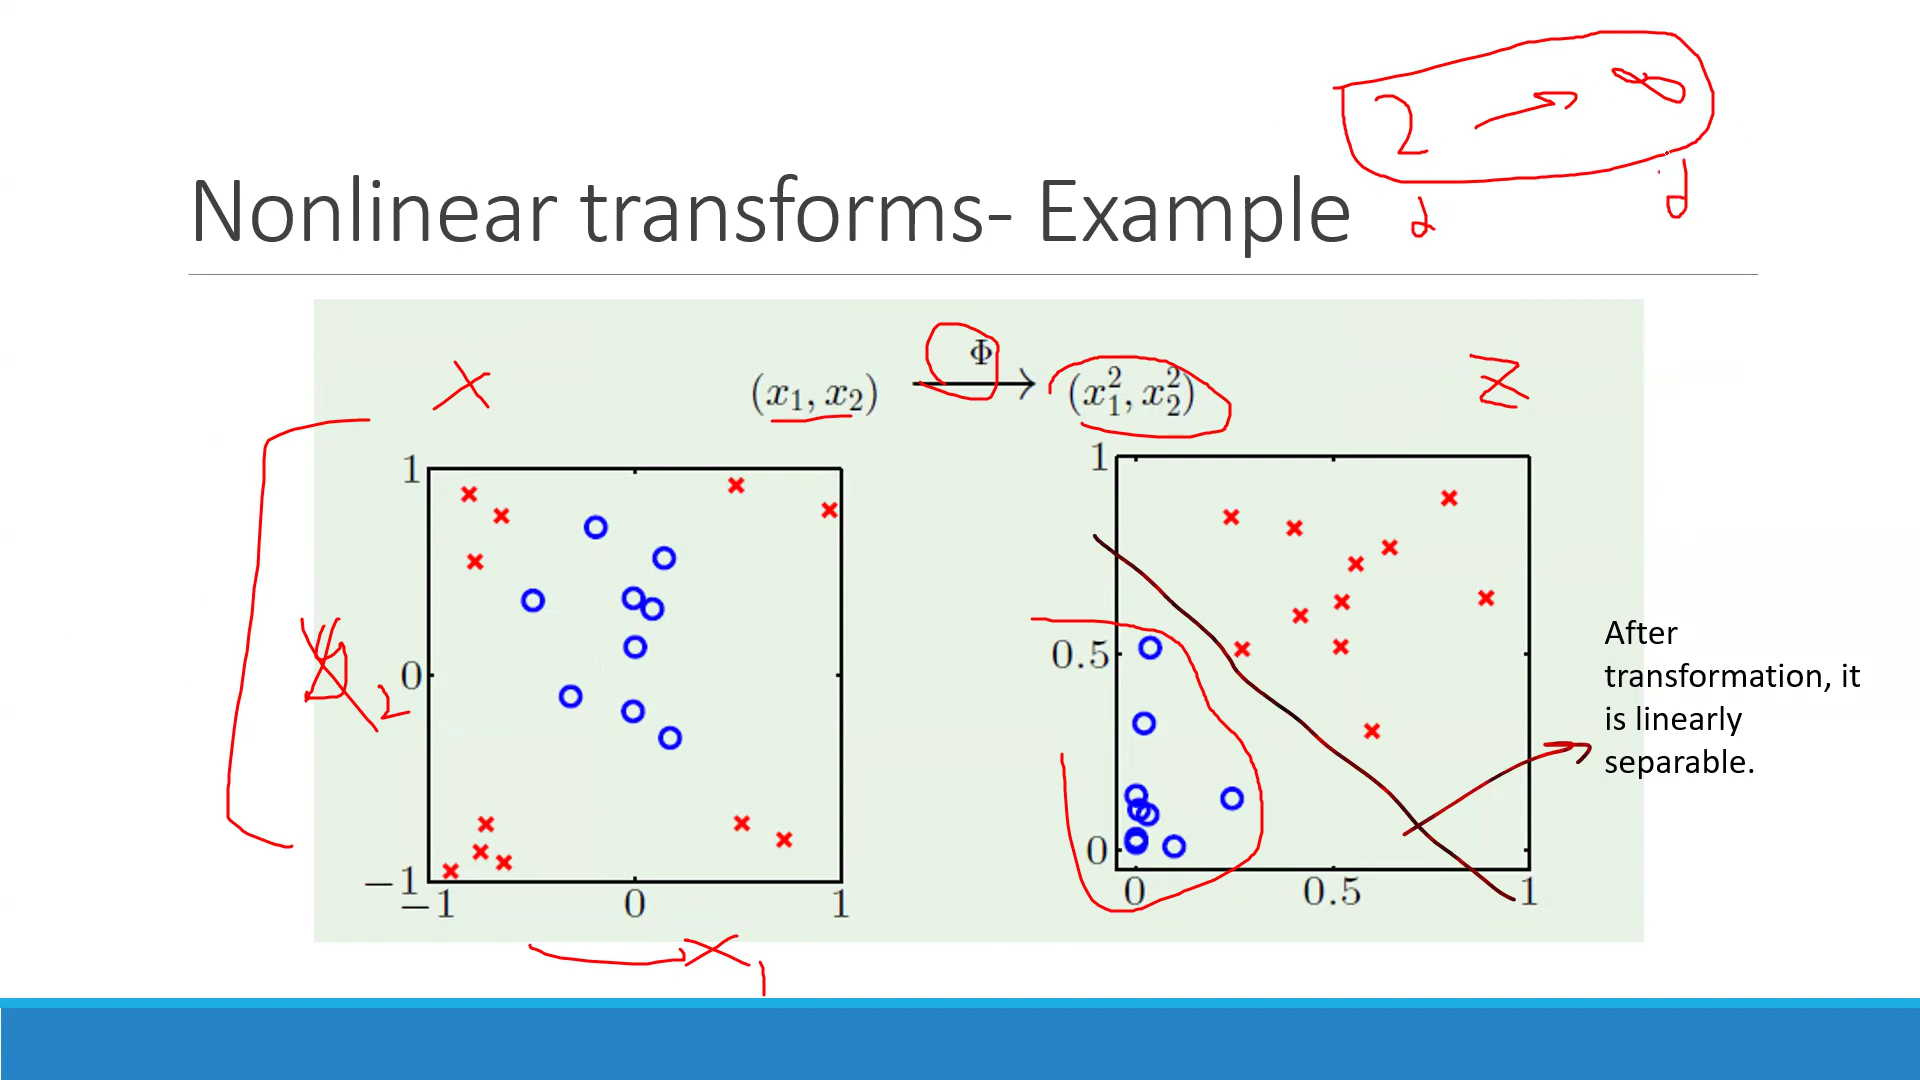 2 → ∞
d d
Nonlinear transforms- Example
X
(x₁, x₂) Φ→ (x₁², x₂²)
Z
1
0
−1
−1 0 1
X₂
X₁
1
0.5
0
0 0.5 1
After
transformation, it
is linearly
separable.